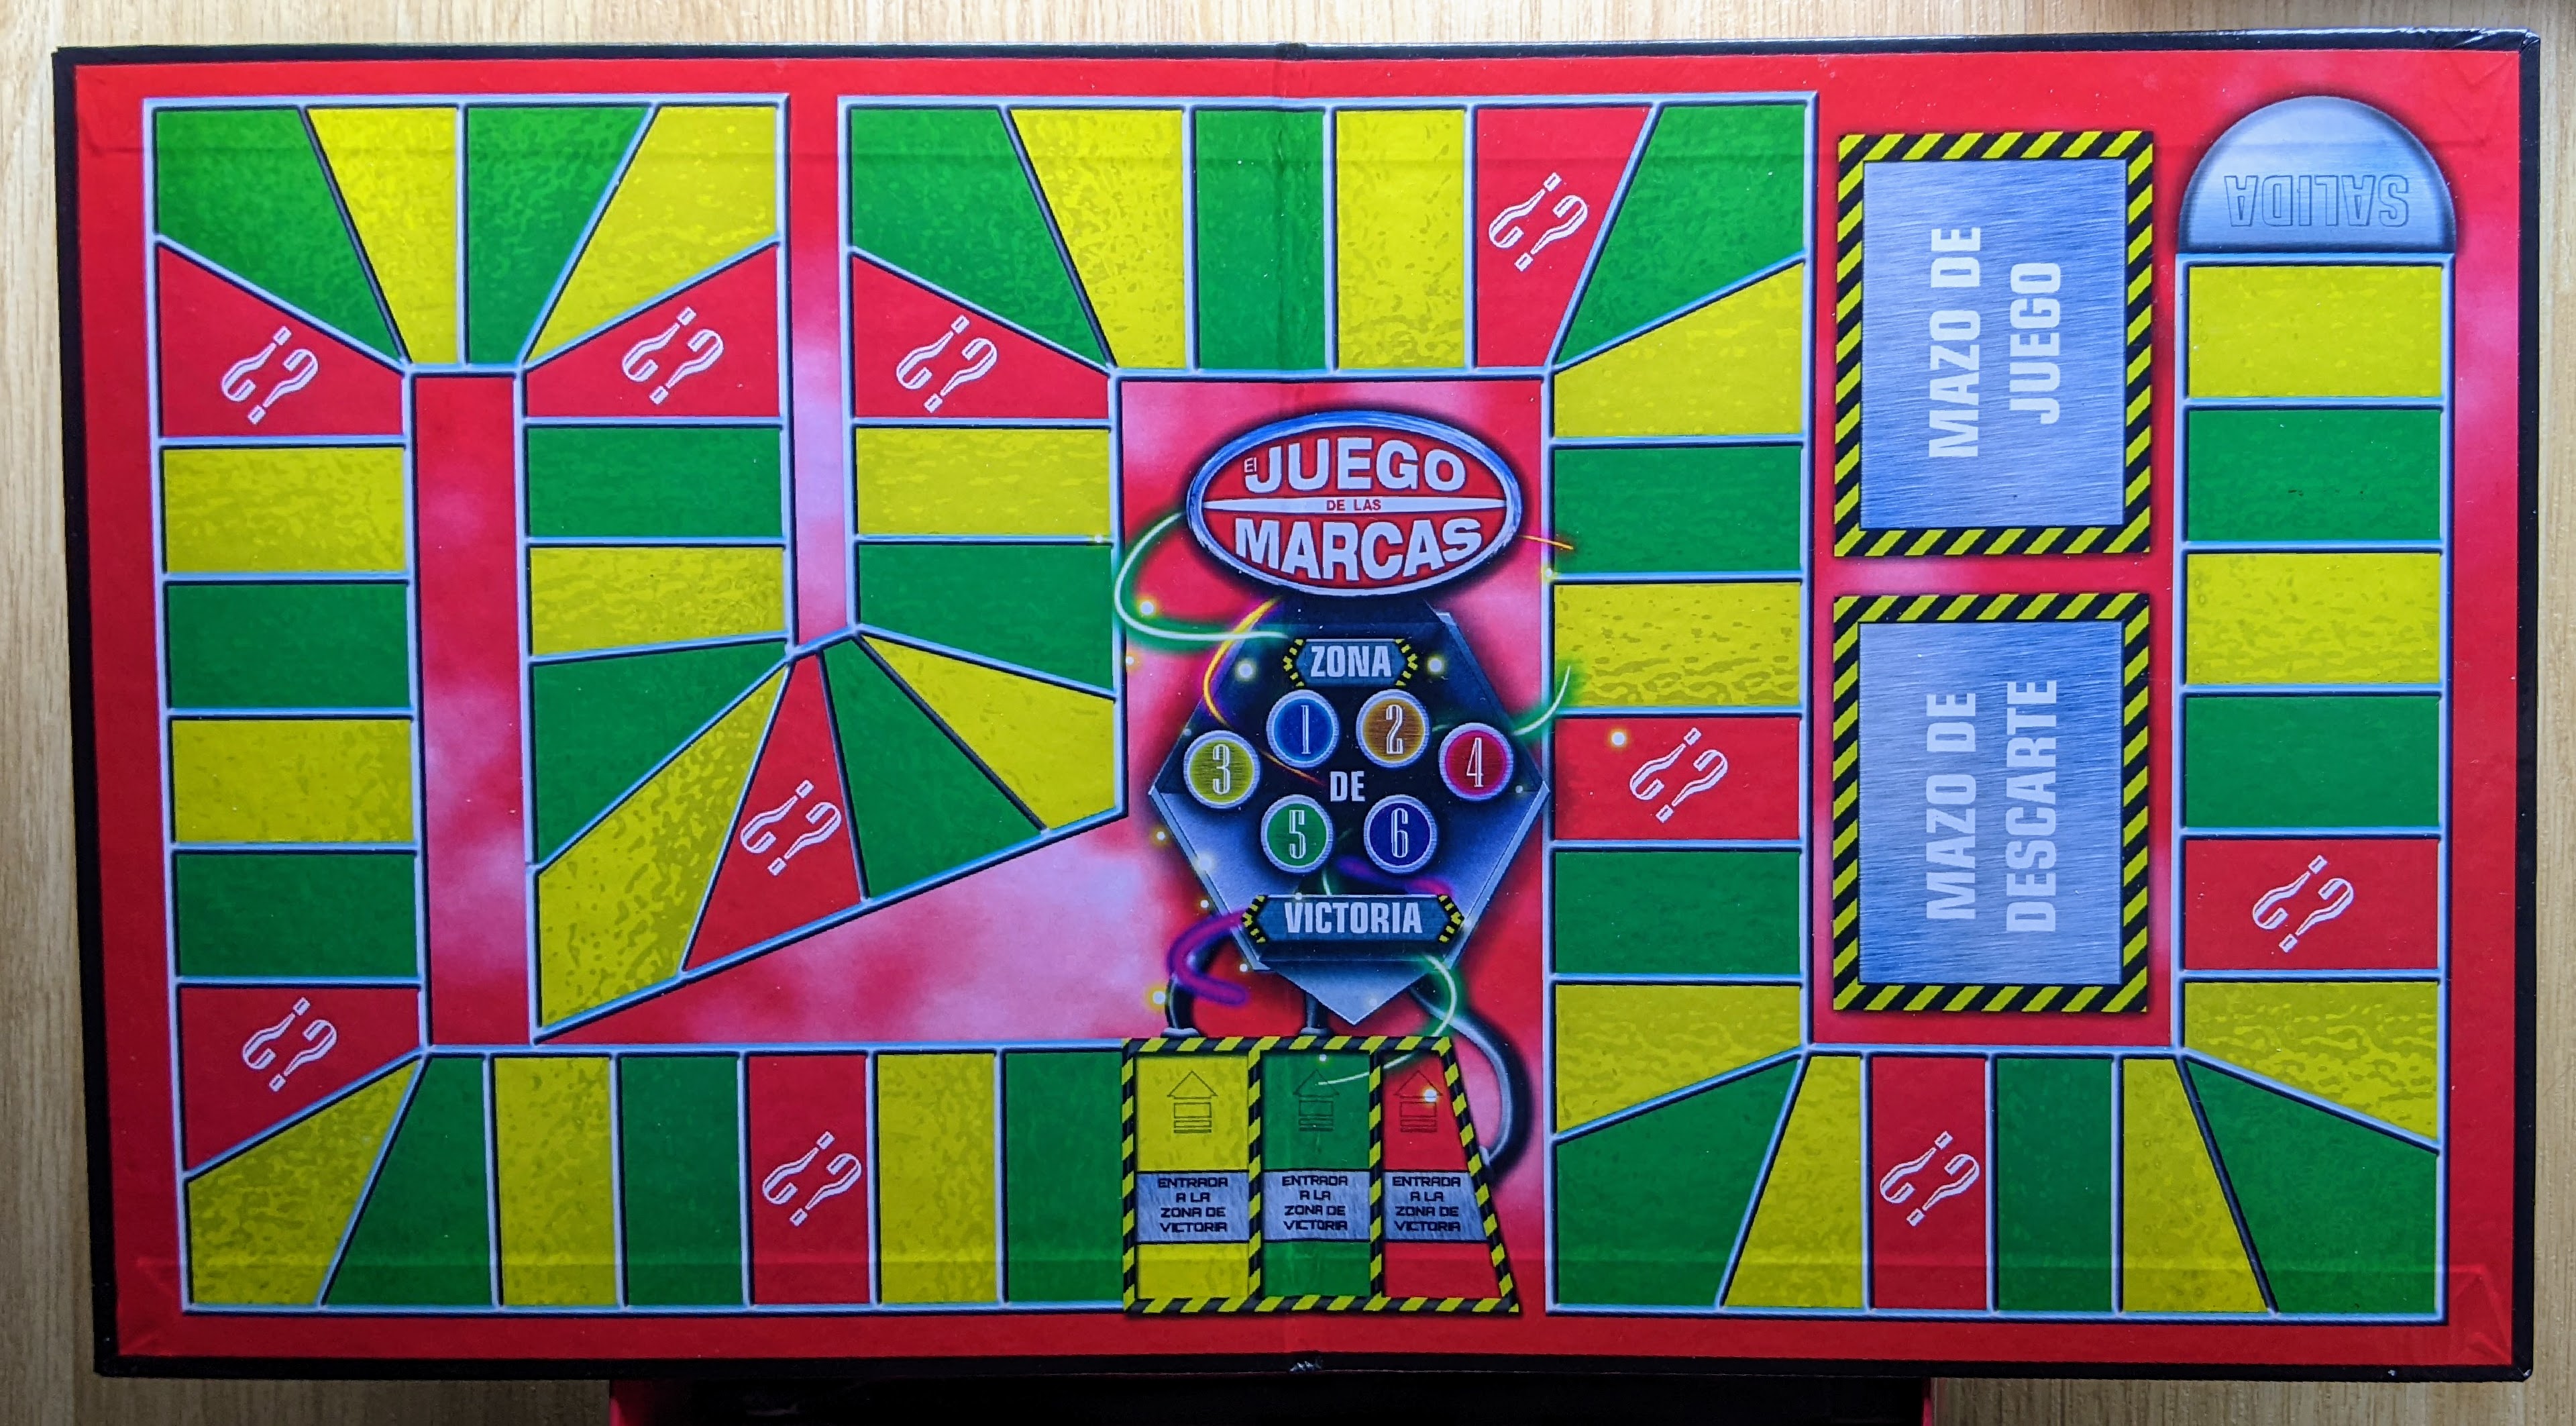 El JUEGO
DE LAS
MARCAS
ZONA
1 2
3 4
DE
5 6
VICTORIA
ENTRADA
A LA
ZONA DE
VICTORIA
ENTRADA
A LA
ZONA DE
VICTORIA
ENTRADA
A LA
ZONA DE
VICTORIA
MAZO DE
JUEGO
MAZO DE
DESCARTE
SALIDA
¿?
¿?
¿?
¿?
¿?
¿?
¿?
¿?
¿?
¿?